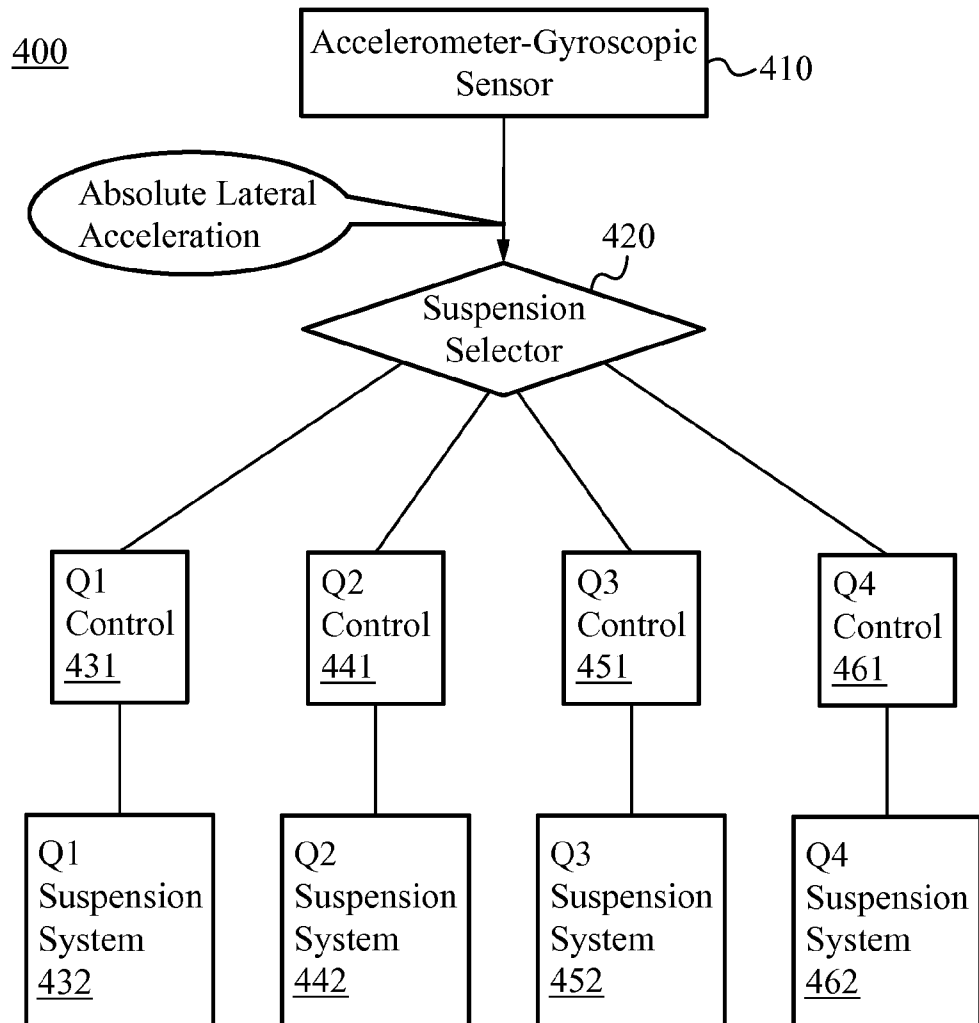 400
Accelerometer-Gyroscopic
Sensor
410
Absolute Lateral
Acceleration
420
Suspension
Selector
Q1
Control
431
Q2
Control
441
Q3
Control
451
Q4
Control
461
Q1
Suspension
System
432
Q2
Suspension
System
442
Q3
Suspension
System
452
Q4
Suspension
System
462